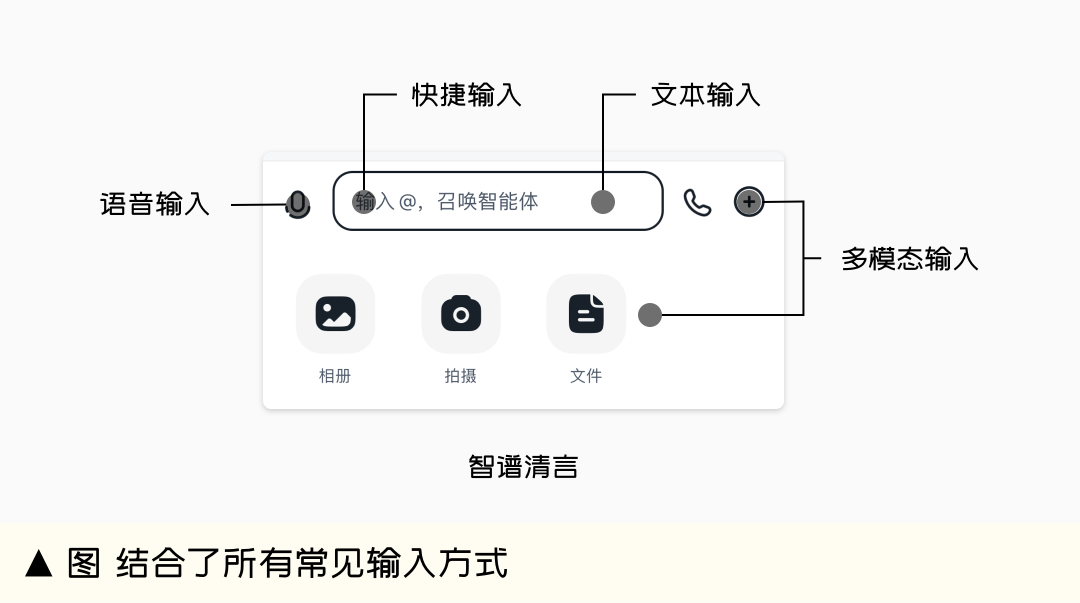 快捷输入
文本输入
语音输入
输入@，召唤智能体
多模态输入
相册
拍摄
文件
智谱清言
▲ 图 结合了所有常见输入方式